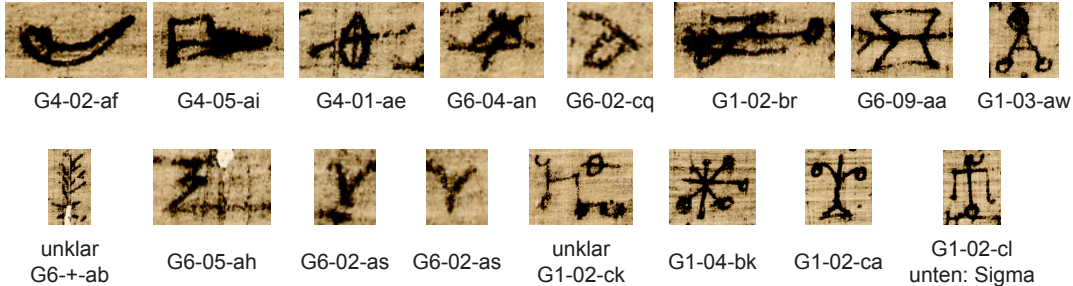 G4-02-af G4-05-ai G4-01-ae G6-04-an G6-02-cq G1-02-br G6-09-aa G1-03-aw
unklar G6-+-ab G6-05-ah G6-02-as G6-02-as unklar G1-02-ck G1-04-bk G1-02-ca G1-02-cl unten: Sigma